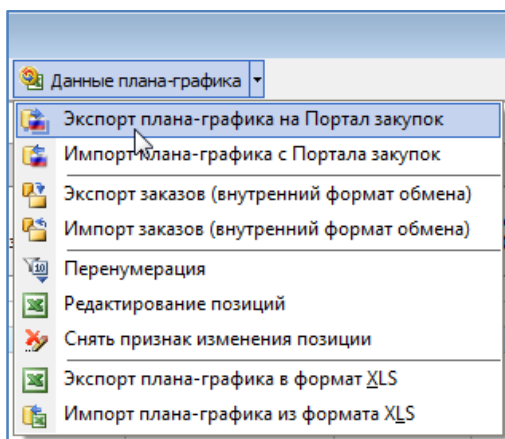 Данные плана-графика
Экспорт плана-графика на Портал закупок
Импорт плана-графика с Портала закупок
Экспорт заказов (внутренний формат обмена)
Импорт заказов (внутренний формат обмена)
Перенумерация
Редактирование позиций
Снять признак изменения позиции
Экспорт плана-графика в формат XLS
Импорт плана-графика из формата XLS